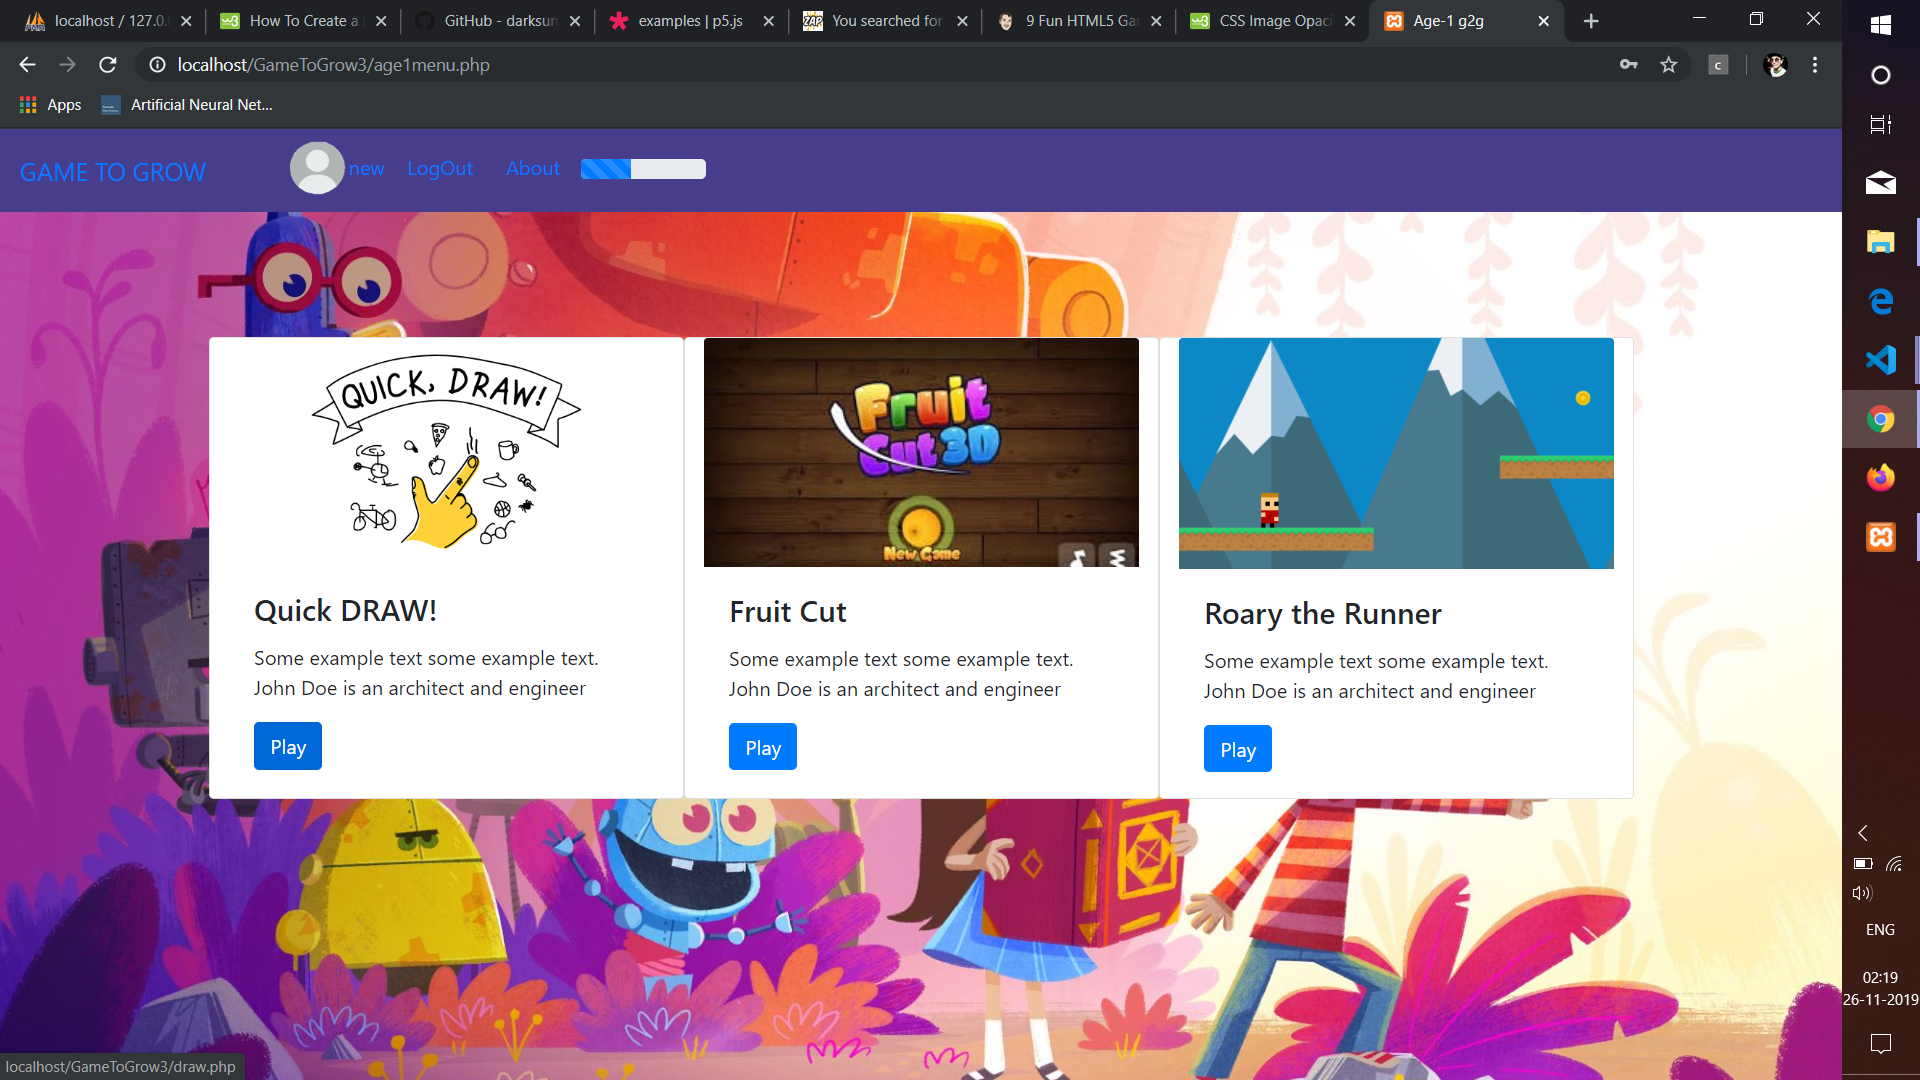 localhost / 127.0.
How To Create a
GitHub - darksun
examples | p5.js
You searched for
9 Fun HTML5 Ga
CSS Image Opaci
Age-1 g2g
localhost/GameToGrow3/age1menu.php
c
Apps
Artificial Neural Net...
GAME TO GROW
new
LogOut
About
QUICK, DRAW!
Fruit
Cut 3D
New Game
Quick DRAW!
Some example text some example text.
John Doe is an architect and engineer
Play
Fruit Cut
Some example text some example text.
John Doe is an architect and engineer
Play
Roary the Runner
Some example text some example text.
John Doe is an architect and engineer
Play
ENG
02:19
26-11-2019
localhost/GameToGrow3/draw.php